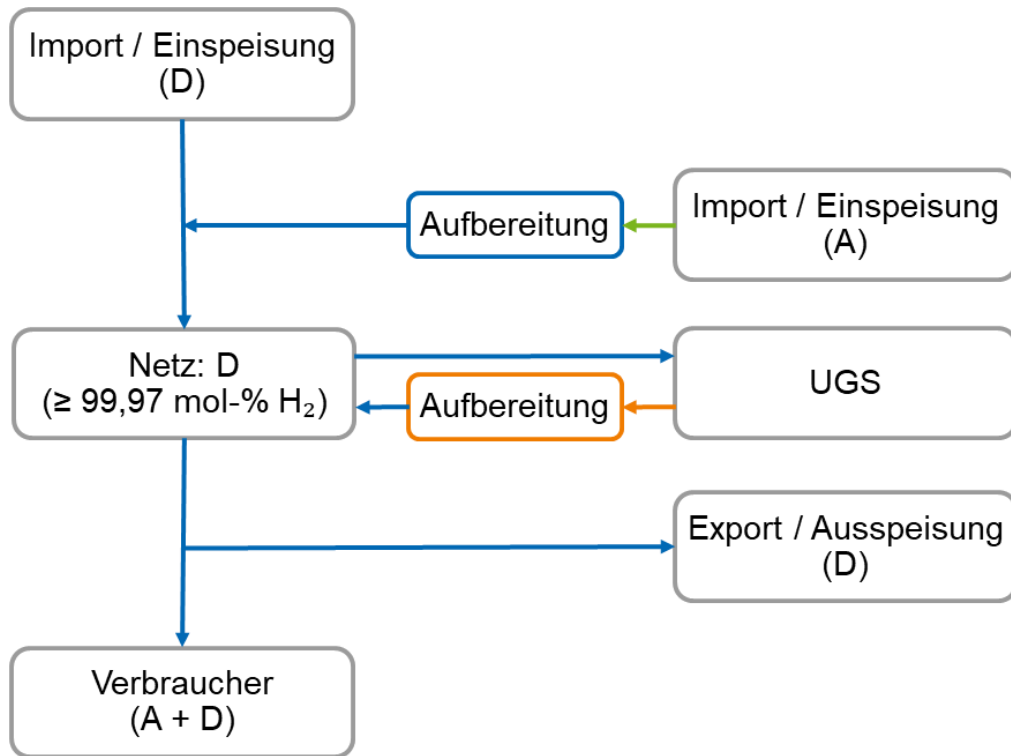 Import / Einspeisung
(D)
Aufbereitung
Import / Einspeisung
(A)
Netz: D
(≥ 99,97 mol-% H₂)
Aufbereitung
UGS
Export / Ausspeisung
(D)
Verbraucher
(A + D)